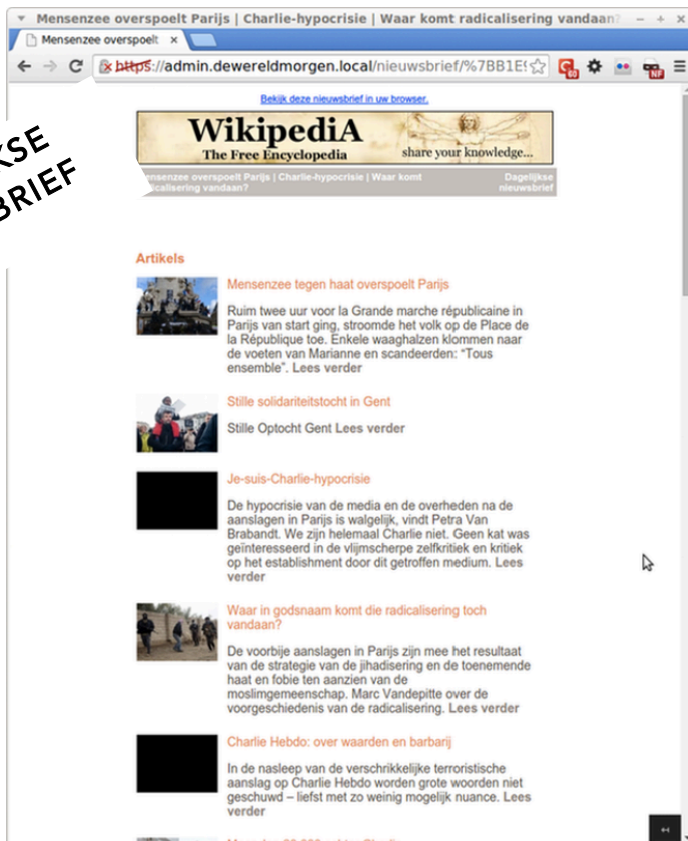 Mensenzee overspoelt Parijs | Charlie-hypocrisie | Waar komt radicalisering vandaan?
Mensenzee overspoelt
https://admin.dewereldmorgen.local/nieuwsbrief/%7BB1E
60
NF
Bekijk deze nieuwsbrief in uw browser.
KSE
BRIEF
WikipediA
The Free Encyclopedia
share your knowledge...
ensenzee overspoelt Parijs | Charlie-hypocrisie | Waar komt
icalisering vandaan?
Dagelijkse
nieuwsbrief
Artikels
Mensenzee tegen haat overspoelt Parijs
Ruim twee uur voor la Grande marche républicaine in
Parijs van start ging, stroomde het volk op de Place de
la République toe. Enkele waaghalzen klommen naar
de voeten van Marianne en scandeerden: “Tous
ensemble”. Lees verder
Stille solidariteitstocht in Gent
Stille Optocht Gent Lees verder
Je-suis-Charlie-hypocrisie
De hypocrisie van de media en de overheden na de
aanslagen in Parijs is walgelijk, vindt Petra Van
Brabandt. We zijn helemaal Charlie niet. Geen kat was
geïnteresseerd in de vlijmscherpe zelfkritiek en kritiek
op het establishment door dit getroffen medium. Lees
verder
Waar in godsnaam komt die radicalisering toch
vandaan?
De voorbije aanslagen in Parijs zijn mee het resultaat
van de strategie van de jihadisering en de toenemende
haat en fobie ten aanzien van de
moslimgemeenschap. Marc Vandepitte over de
voorgeschiedenis van de radicalisering. Lees verder
Charlie Hebdo: over waarden en barbarij
In de nasleep van de verschrikkelijke terroristische
aanslag op Charlie Hebdo worden grote woorden niet
geschuwd – liefst met zo weinig mogelijk nuance. Lees
verder